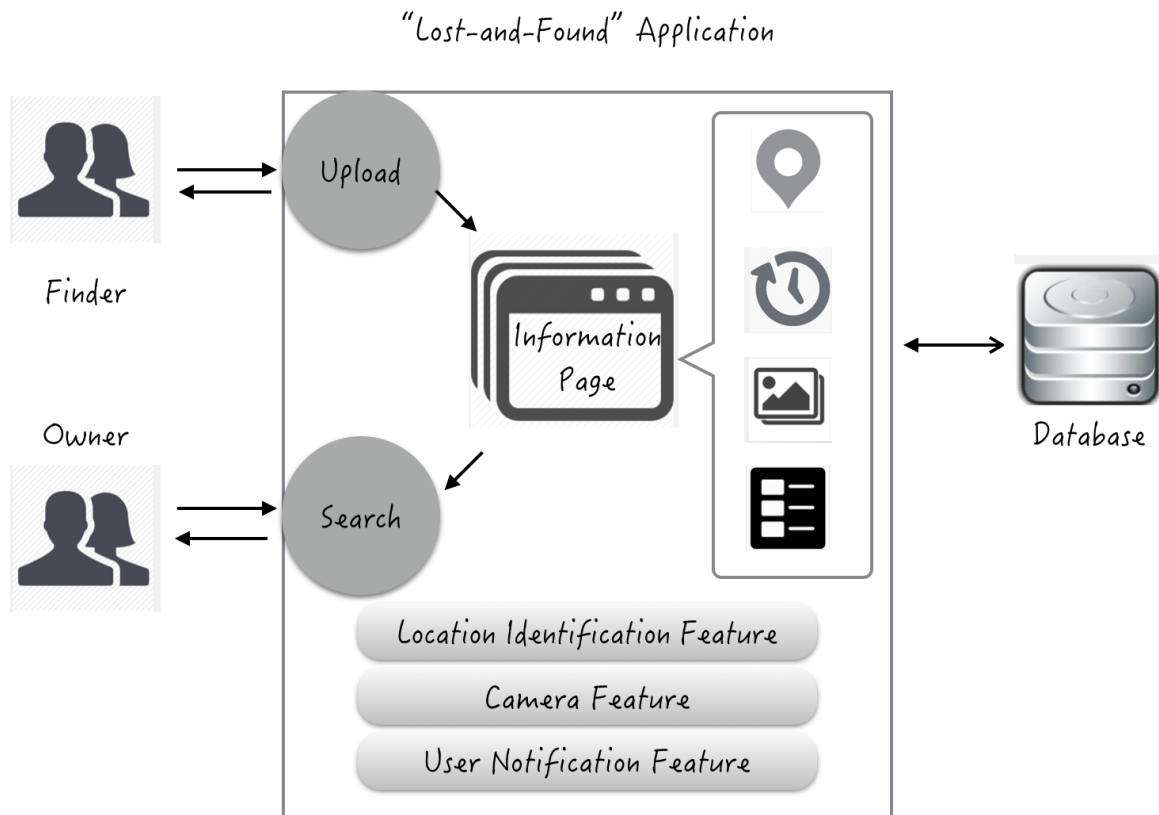 “Lost-and-Found” Application
Upload
Finder
Information
Page
Owner
Database
Search
Location Identification Feature
Camera Feature
User Notification Feature